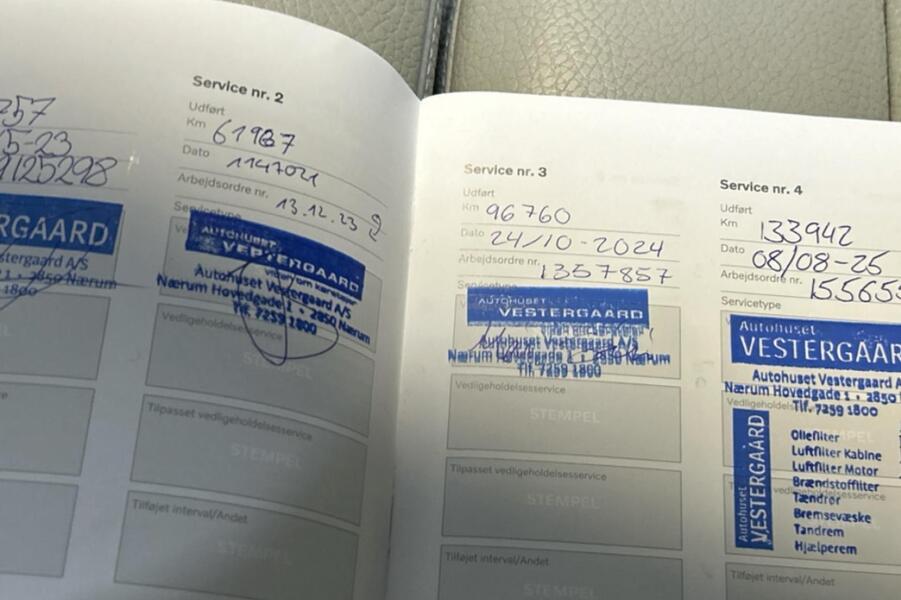 257
5-23
9125298
RGAARD
stergaard A/S
1 • 2850 Nærum
1800
Service nr. 2
Udført
Km 61987
Dato 1147021
Arbejdsordre nr. 13.12.23
Servicetype
AUTOHUSET
VESTERGAARD
Autohuset Vestergaard A/S
Nærum Hovedgade 1 • 2850 Nærum
Tlf. 7259 1800
Vedligeholdelsesservice
STEMPEL
Tilpasset vedligeholdelsesservice
STEMPEL
Tilføjet interval/Andet
STEMPEL
Service nr. 3
Udført
Km 96760
Dato 24/10-2024
Arbejdsordre nr. 1357857
AUTOHUSET
VESTERGAARD
Autohuset Vestergaard A/S
Nærum Hovedgade 1 • 2850 Nærum
Tlf. 7259 1800
Vedligeholdelsesservice
STEMPEL
Tilpasset vedligeholdelsesservice
STEMPEL
Tilføjet interval/Andet
STEMPEL
Service nr. 4
Udført
Km 133942
Dato 08/08-25
Arbejdsordre nr. 155655
Servicetype
Autohuset
VESTERGAAR
Autohuset Vestergaard A
Nærum Hovedgade 1 • 2850
Tlf. 7259 1800
Autohuset
VESTERGAARD
Oliefilter
Luftfilter Kabine
Luftfilter Motor
Brændstoffilter
Tændrør
Bremsevæske
Tandrem
Hjælperem
Tilføjet interval/Andet